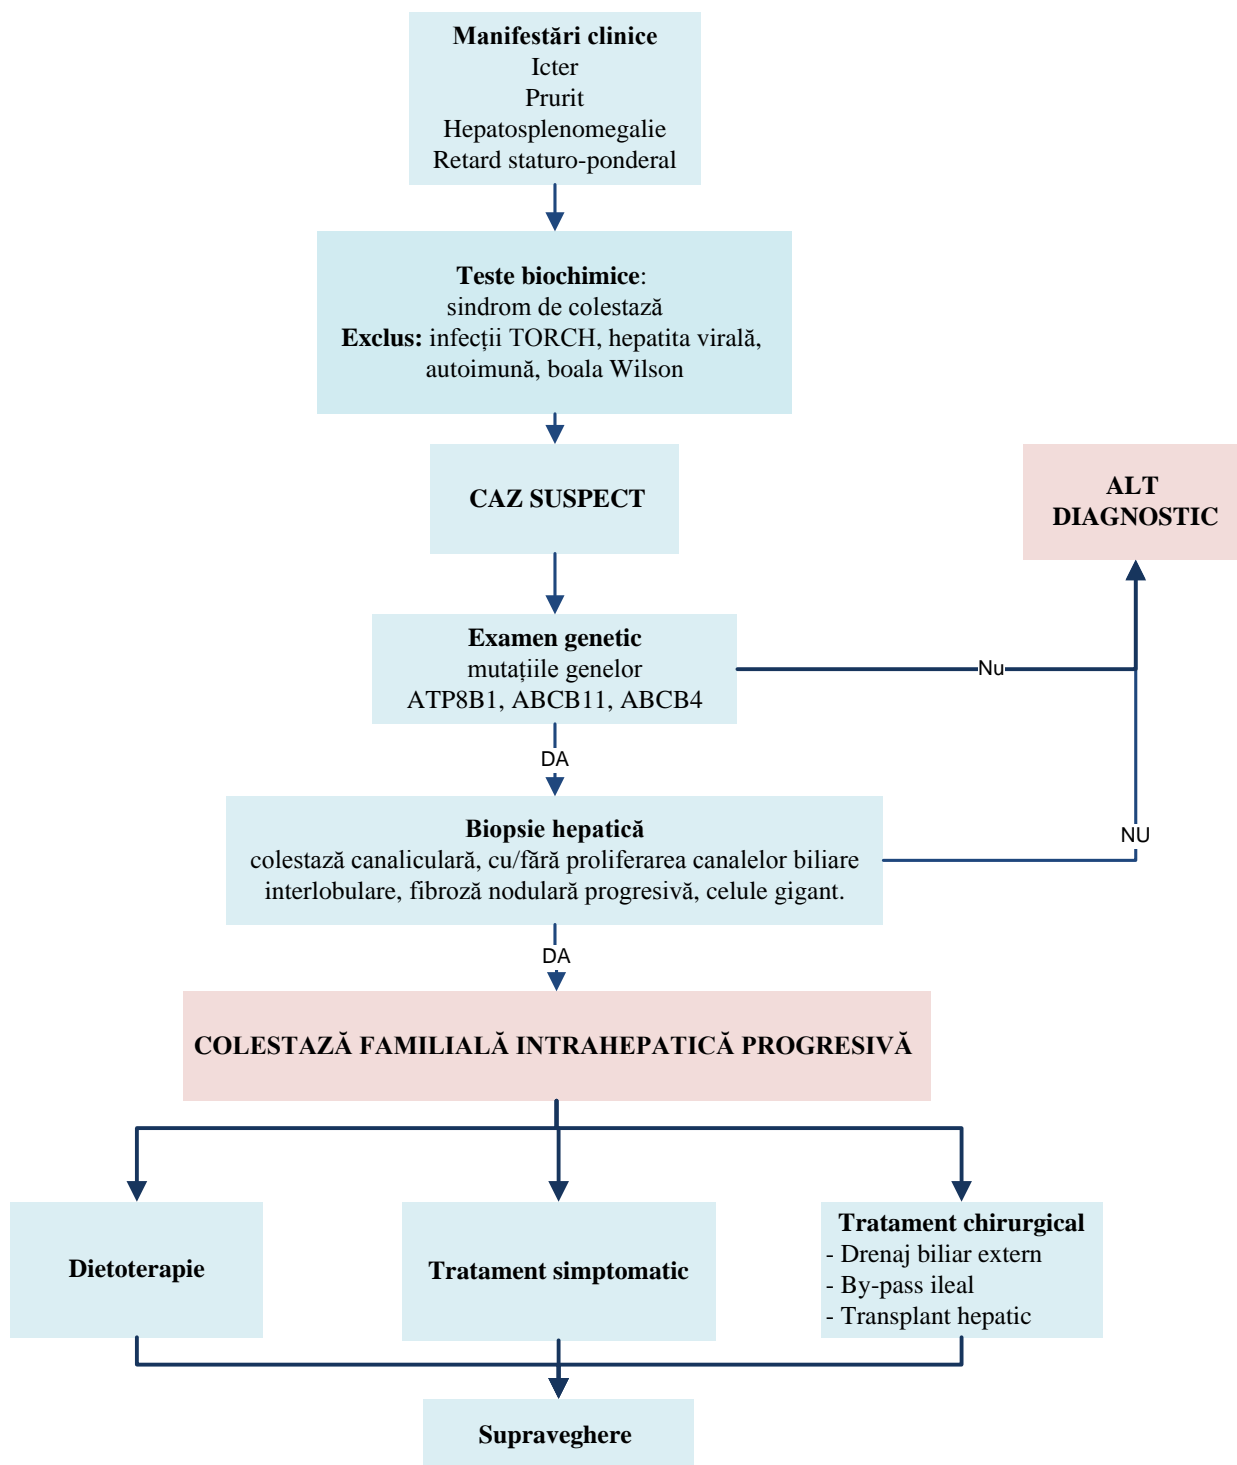 Manifestări clinice
Icter
Prurit
Hepatosplenomegalie
Retard staturo-ponderal
Teste biochimice:
sindrom de colestază
Exclus: infecții TORCH, hepatita virală,
autoimună, boala Wilson
CAZ SUSPECT
ALT
DIAGNOSTIC
Examen genetic
mutațiile genelor
ATP8B1, ABCB11, ABCB4
Nu
DA
Biopsie hepatică
colestază canaliculară, cu/fără proliferarea canalelor biliare
interlobulare, fibroză nodulară progresivă, celule gigant.
NU
DA
COLESTAZĂ FAMILIALĂ INTRAHEPATICĂ PROGRESIVĂ
Dietoterapie
Tratament simptomatic
Tratament chirurgical
- Drenaj biliar extern
- By-pass ileal
- Transplant hepatic
Supraveghere